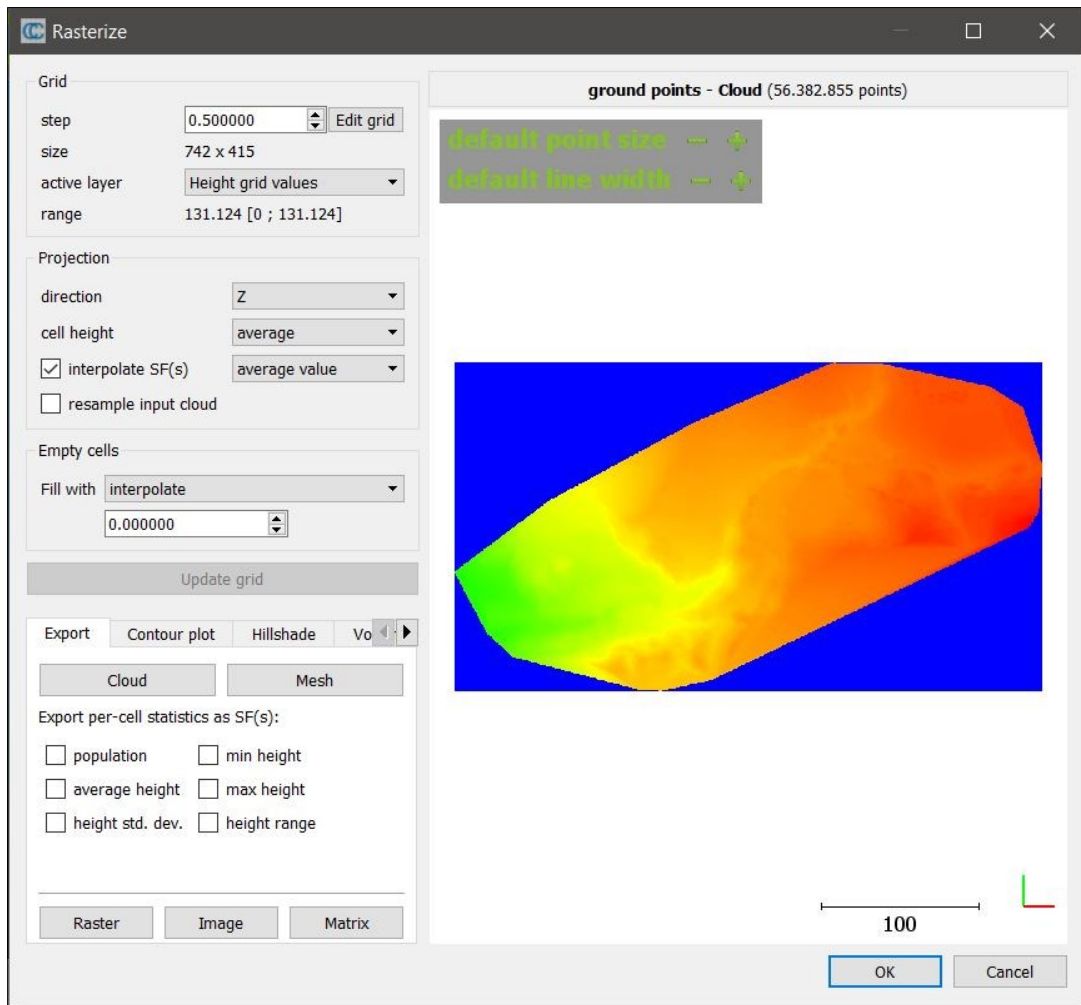 Rasterize
Grid
step 0.500000 Edit grid
size 742 x 415
active layer Height grid values
range 131.124 [0 ; 131.124]
Projection
direction Z
cell height average
interpolate SF(s) average value
resample input cloud
Empty cells
Fill with interpolate
0.000000
Update grid
Export Contour plot Hillshade Vo
Cloud Mesh
Export per-cell statistics as SF(s):
population min height
average height max height
height std. dev. height range
Raster Image Matrix
ground points - Cloud (56.382.855 points)
default point size − +
default line width − +
100
OK Cancel